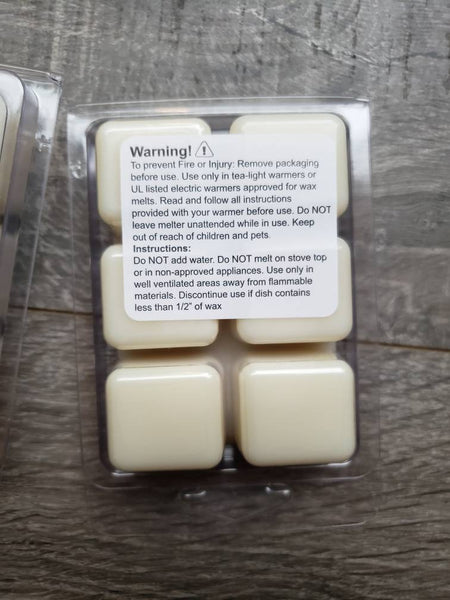 Warning!
To prevent Fire or Injury: Remove packaging
before use. Use only in tea-light warmers or
UL listed electric warmers approved for wax
melts. Read and follow all instructions
provided with your warmer before use. Do NOT
leave melter unattended while in use. Keep
out of reach of children and pets
Instructions:
Do NOT add water. Do NOT melt on stove top
or in non-approved appliances. Use only in
well ventilated areas away from flammable
materials. Discontinue use if dish contains
less than 1/2" of wax